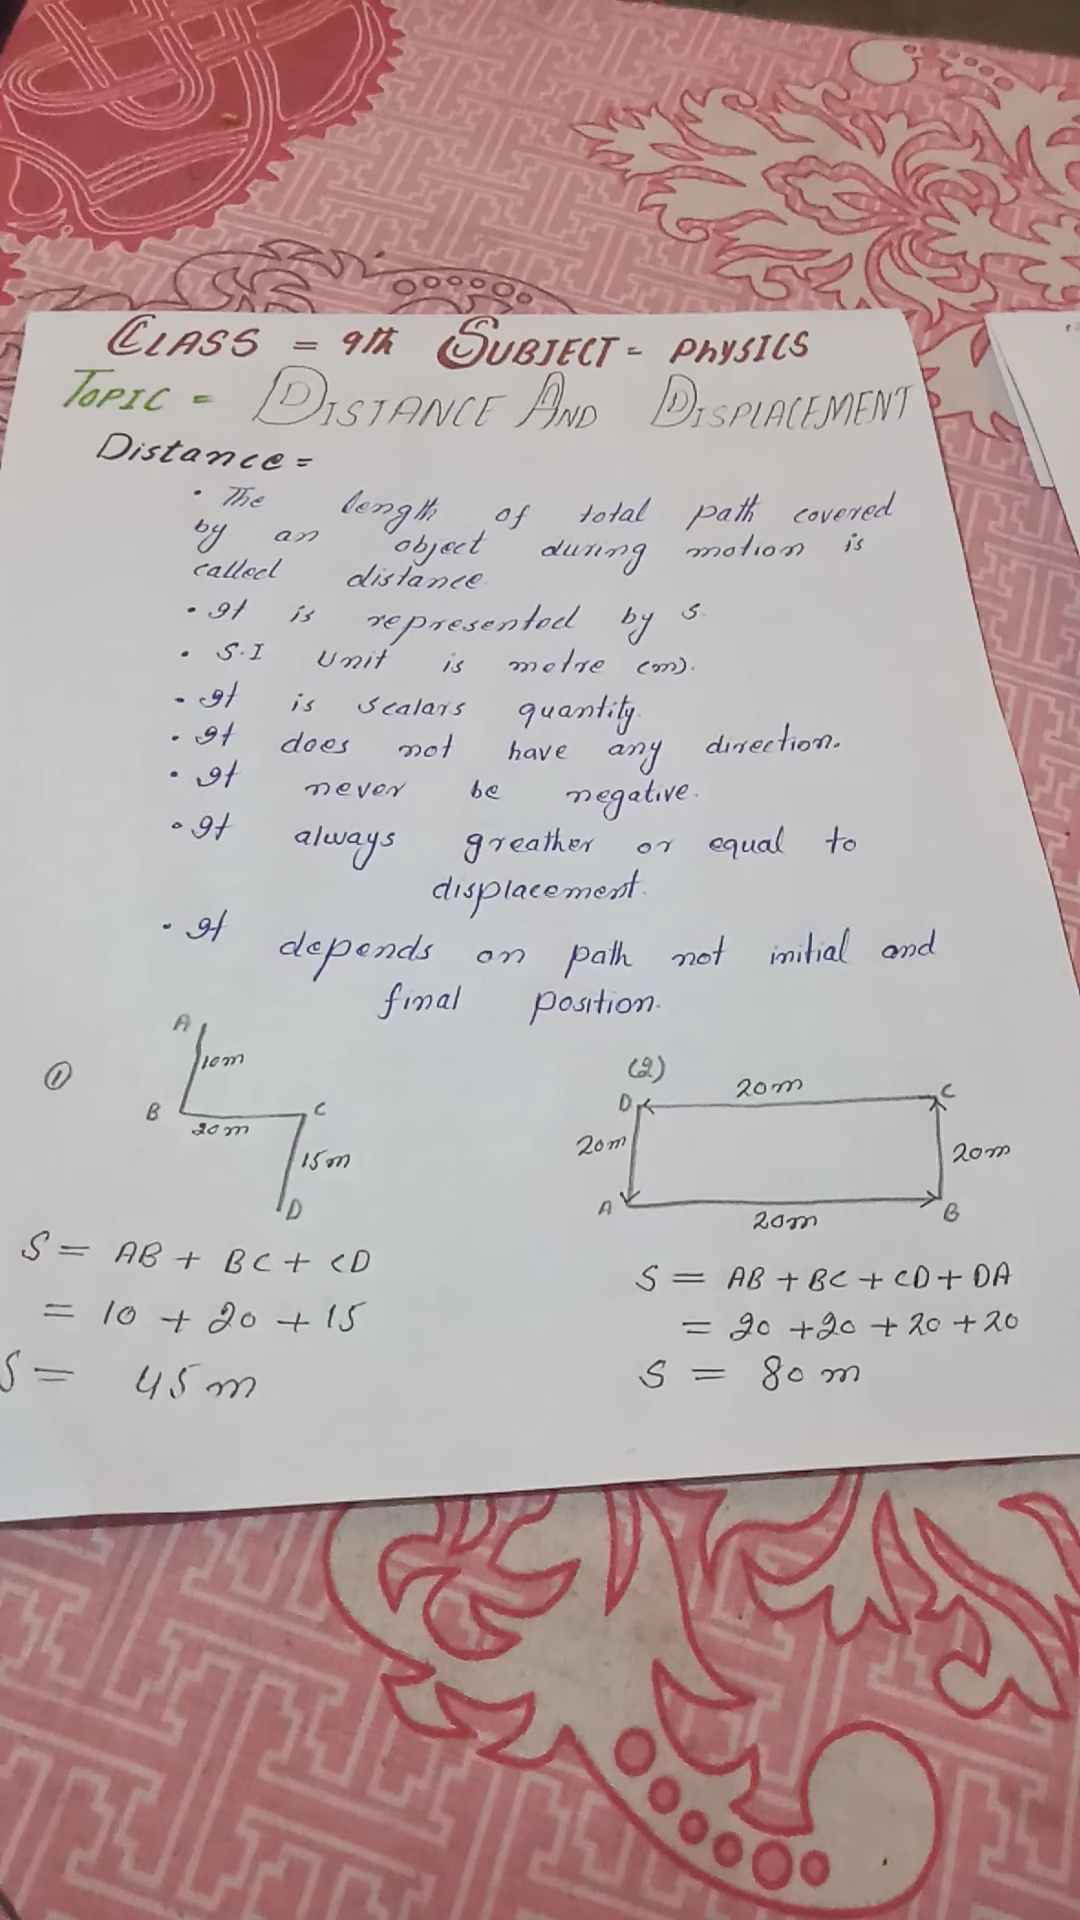 CLASS = 9th SUBJECT = PHYSICS
TOPIC = DISTANCE AND DISPLACEMENT
Distance =
• The length of total path covered
by an object during motion is
called distance
• It is represented by s.
• S.I Unit is metre (m).
• It is scalars quantity.
• It does not have any direction.
• It never be negative.
• It always greather or equal to
displacement.
• It depends on path not initial and
final position.
①
A
10m
B
20m
C
15m
D
S = AB + BC + CD
= 10 + 20 + 15
S = 45m
(2)
D
20m
C
20m
20m
A
20m
B
S = AB + BC + CD + DA
= 20 + 20 + 20 + 20
S = 80 m